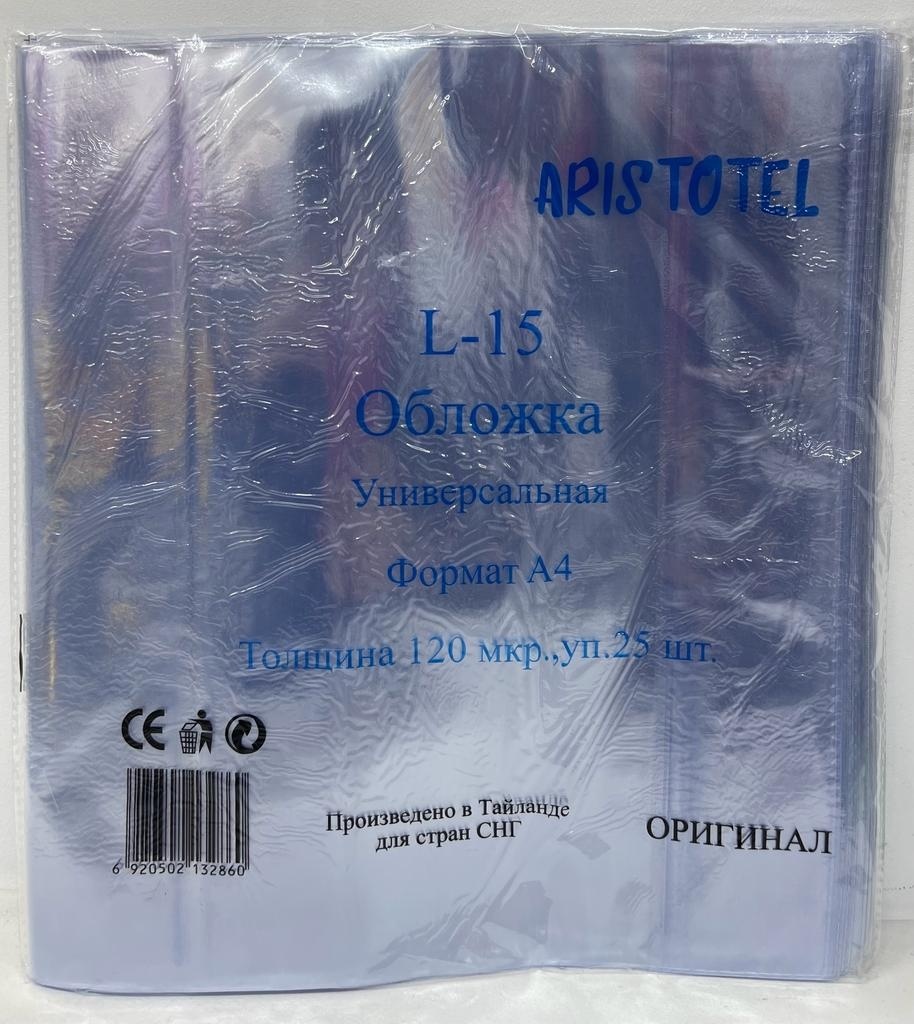 ARISTOTEL
L-15
Обложка
Универсальная
Формат А4
Толщина 120 мкр.,уп.25 шт.
CE
Произведено в Тайланде
для стран СНГ
ОРИГИНАЛ
6 920502 132860